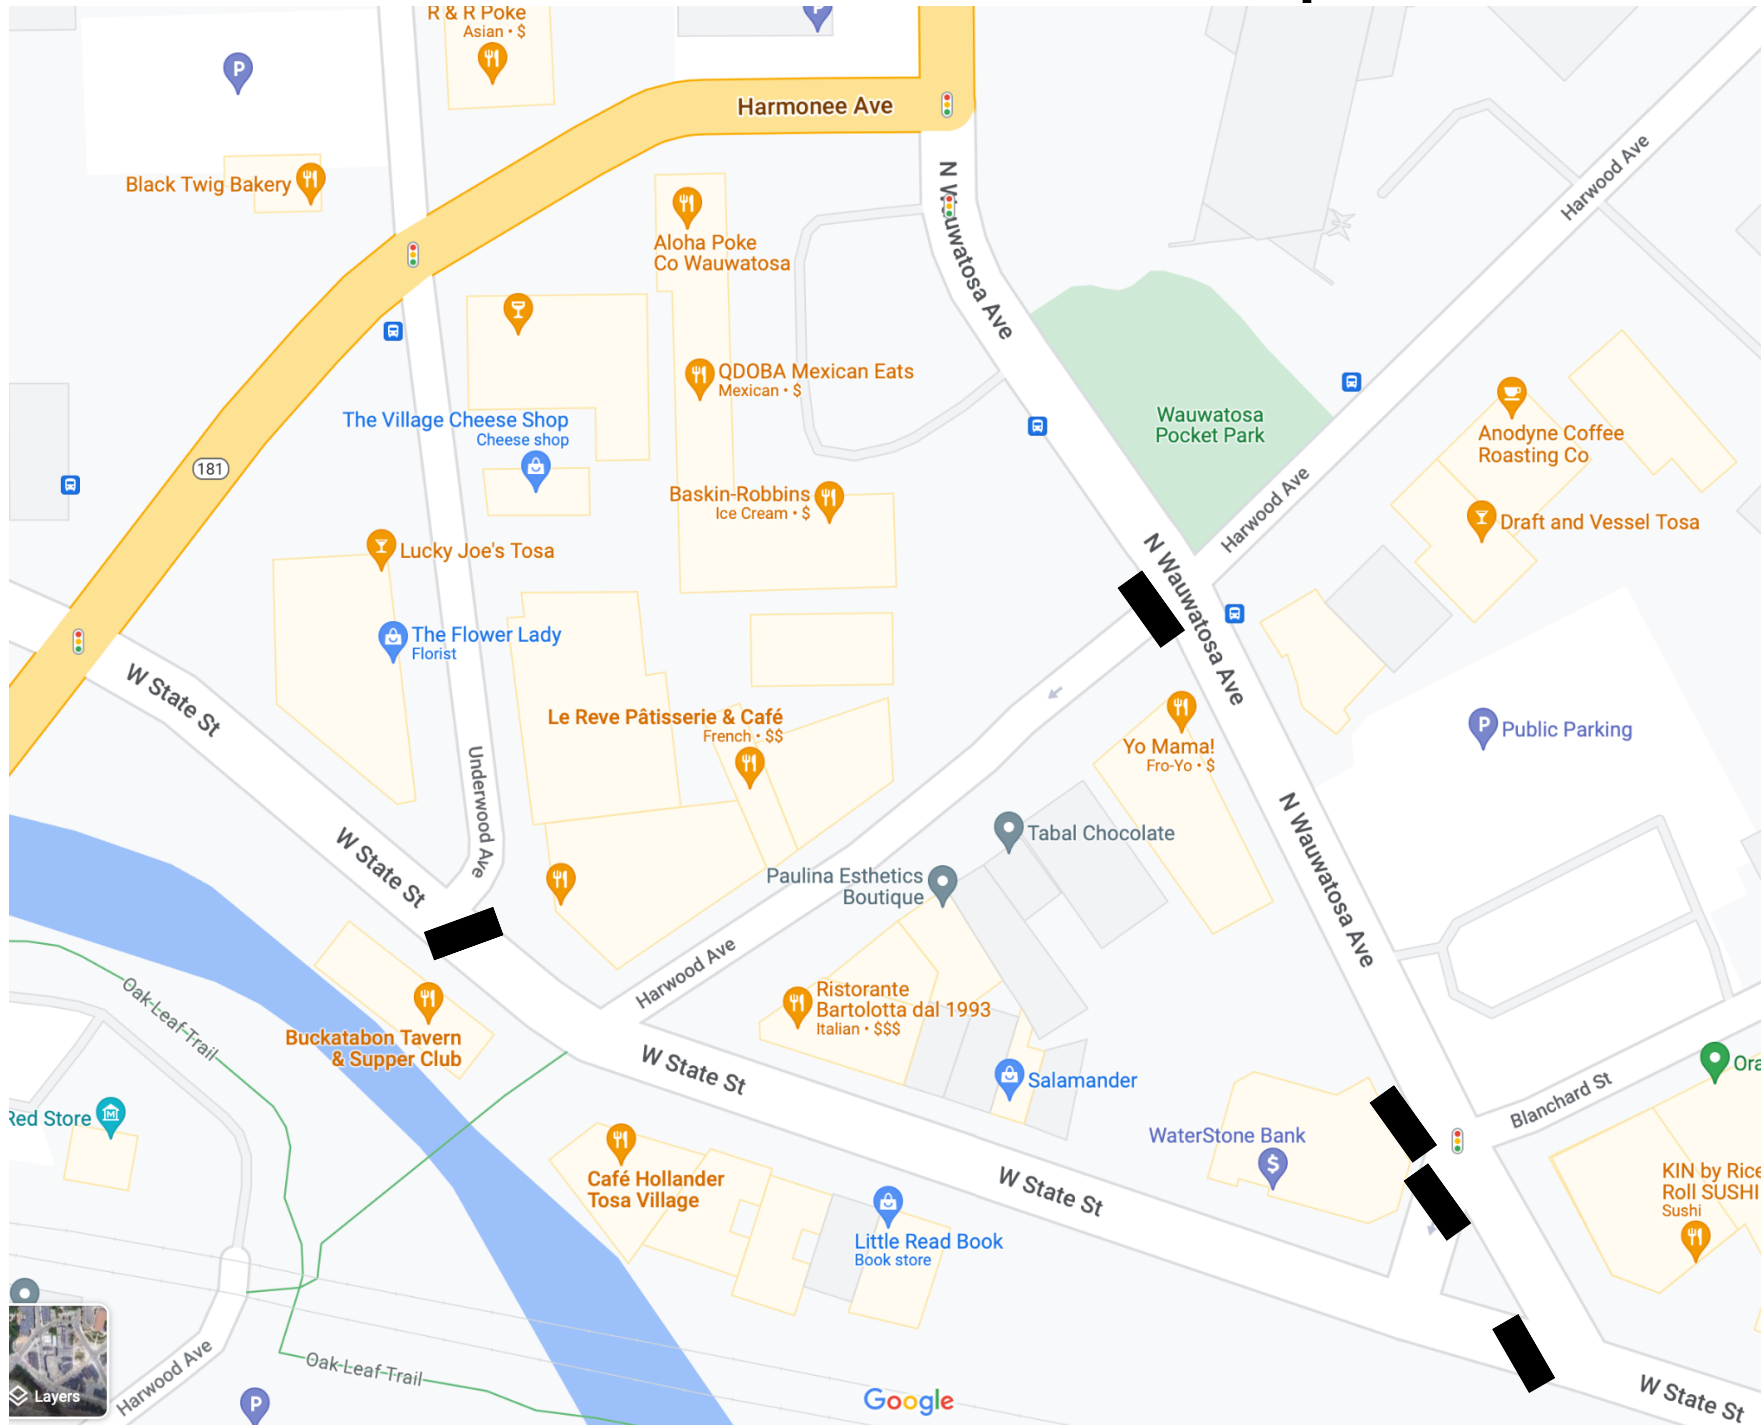 R & R Poke
Asian • $
P
P
Harmonee Ave
N Wauwatosa Ave
Harwood Ave
Black Twig Bakery
Aloha Poke
Co Wauwatosa
QDOBA Mexican Eats
Mexican • $
The Village Cheese Shop
Cheese shop
Wauwatosa
Pocket Park
Anodyne Coffee
Roasting Co
181
Baskin-Robbins
Ice Cream • $
Harwood Ave
Draft and Vessel Tosa
Lucky Joe's Tosa
N Wauwatosa Ave
The Flower Lady
Florist
W State St
Le Reve Pâtisserie & Café
French • $$
Yo Mama!
Fro-Yo • $
P
Public Parking
Underwood Ave
W State St
Tabal Chocolate
N Wauwatosa Ave
Paulina Esthetics
Boutique
Harwood Ave
Ristorante
Bartolotta dal 1993
Italian • $$$
Oak Leaf Trail
Buckatabon Tavern
& Supper Club
W State St
Salamander
Ora
Blanchard St
Red Store
M
WaterStone Bank
$
Café Hollander
Tosa Village
W State St
KIN by Rice
Roll SUSHI
Sushi
Little Read Book
Book store
Layers
Harwood Ave
Oak Leaf Trail
P
Google
W State St